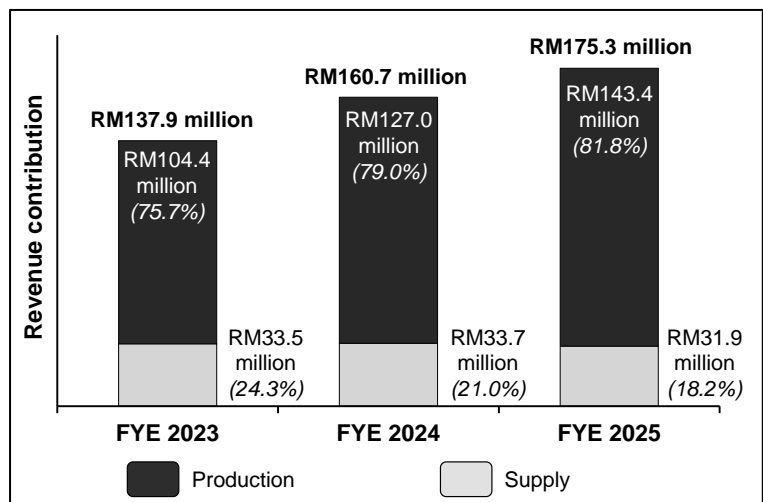 Revenue contribution
RM137.9 million
RM104.4
million
(75.7%)
RM33.5
million
(24.3%)
RM160.7 million
RM127.0
million
(79.0%)
RM33.7
million
(21.0%)
RM175.3 million
RM143.4
million
(81.8%)
RM31.9
million
(18.2%)
FYE 2023
FYE 2024
FYE 2025
Production
Supply